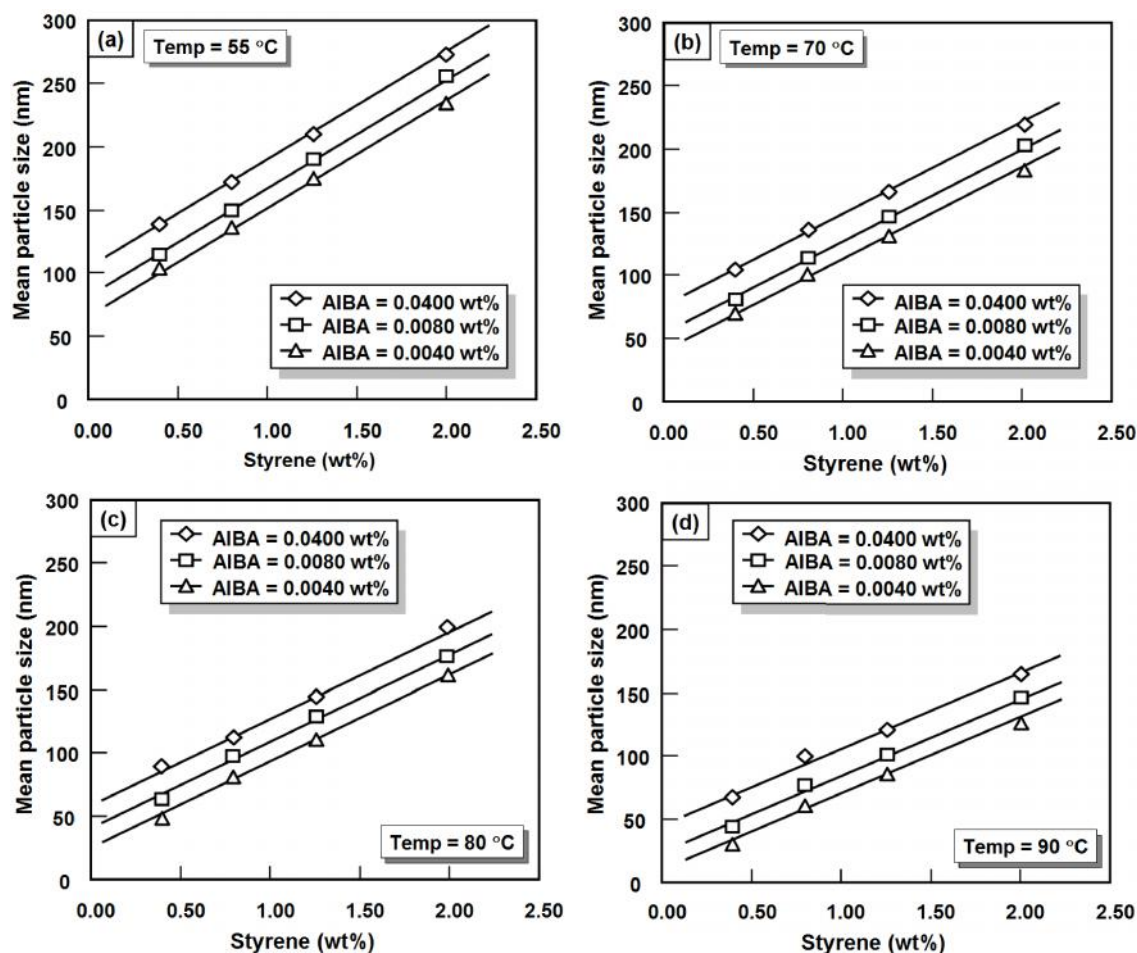 (a)
Temp = 55 °C
300
250
200
150
100
50
0
Mean particle size (nm)
AIBA = 0.0400 wt%
AIBA = 0.0080 wt%
AIBA = 0.0040 wt%
0.00 0.50 1.00 1.50 2.00 2.50
Styrene (wt%)
(b)
Temp = 70 °C
300
250
200
150
100
50
0
Mean particle size (nm)
AIBA = 0.0400 wt%
AIBA = 0.0080 wt%
AIBA = 0.0040 wt%
0.00 0.50 1.00 1.50 2.00 2.50
Styrene (wt%)
(c)
300
250
200
150
100
50
0
Mean particle size (nm)
AIBA = 0.0400 wt%
AIBA = 0.0080 wt%
AIBA = 0.0040 wt%
Temp = 80 °C
0.00 0.50 1.00 1.50 2.00 2.50
Styrene (wt%)
(d)
300
250
200
150
100
50
0
Mean particle size (nm)
AIBA = 0.0400 wt%
AIBA = 0.0080 wt%
AIBA = 0.0040 wt%
Temp = 90 °C
0.00 0.50 1.00 1.50 2.00 2.50
Styrene (wt%)